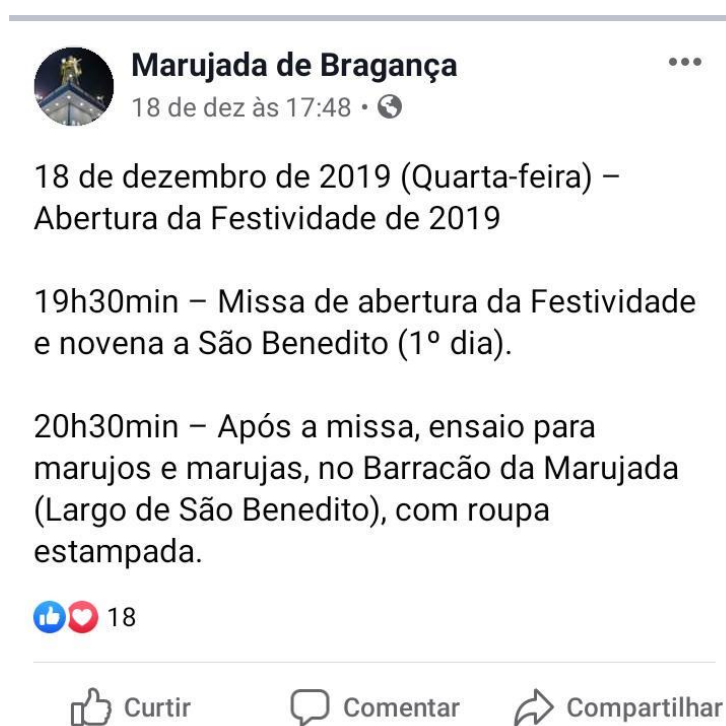 Marujada de Bragança
18 de dez às 17:48 •
18 de dezembro de 2019 (Quarta-feira) –
Abertura da Festividade de 2019
19h30min – Missa de abertura da Festividade
e novena a São Benedito (1º dia).
20h30min – Após a missa, ensaio para
marujos e marujas, no Barracão da Marujada
(Largo de São Benedito), com roupa
estampada.
18
Curtir Comentar Compartilhar